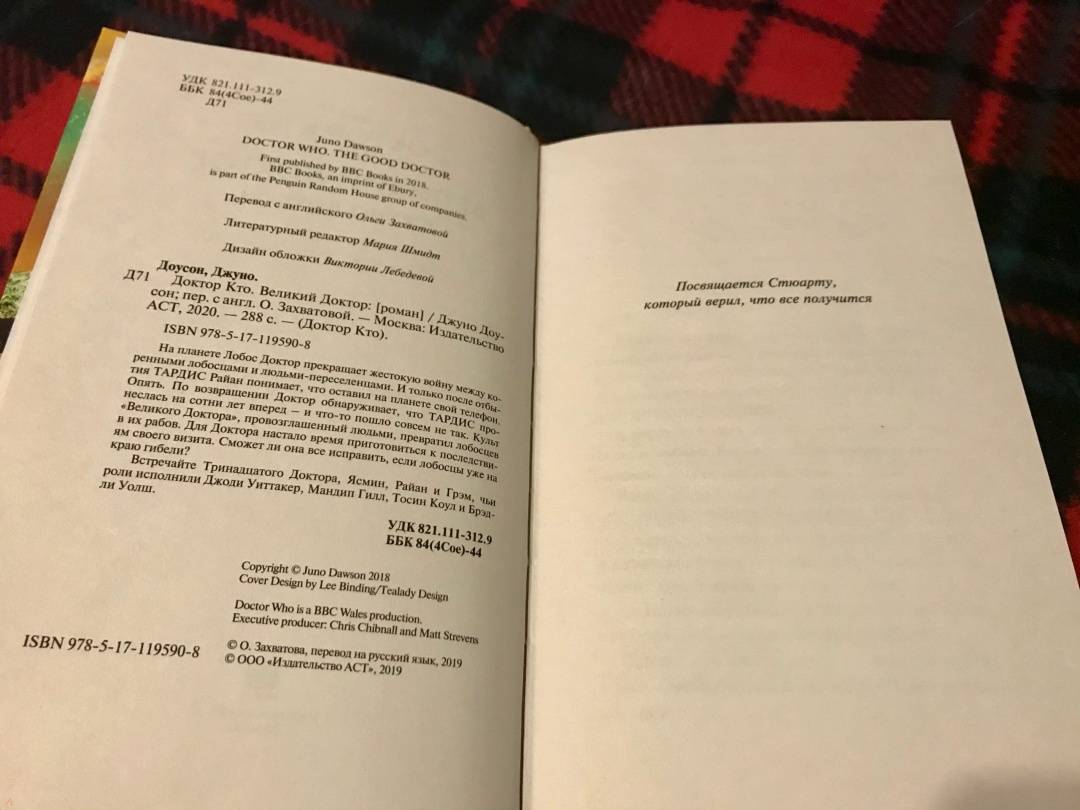 УДК 821.111-312.9
ББК 84(4Сое)-44
Д71
Juno Dawson
DOCTOR WHO. THE GOOD DOCTOR
First published by BBC Books in 2018.
BBC Books, an imprint of Ebury,
is part of the Penguin Random House group of companies.
Перевод с английского Ольги Захватовой
Литературный редактор Мария Шмидт
Дизайн обложки Виктории Лебедевой
Доусон, Джуно.
Д71 Доктор Кто. Великий Доктор: [роман] / Джуно Доу-
сон; пер. с англ. О. Захватовой. — Москва: Издательство
АСТ, 2020. — 288 с. — (Доктор Кто).
ISBN 978-5-17-119590-8
На планете Лобос Доктор прекращает жестокую войну между ко-
ренными лобосцами и людьми-переселенцами. И только после отбы-
тия ТАРДИС Райан понимает, что оставил на планете свой телефон.
Опять. По возвращении Доктор обнаруживает, что ТАРДИС про-
неслась на сотни лет вперед – и что-то пошло совсем не так. Культ
«Великого Доктора», провозглашенный людьми, превратил лобосцев
в их рабов. Для Доктора настало время приготовиться к последстви-
ям своего визита. Сможет ли она все исправить, если лобосцы уже на
краю гибели?
Встречайте Тринадцатого Доктора, Ясмин, Райан и Грэм, чьи
роли исполнили Джоди Уиттакер, Мандип Гилл, Тосин Коул и Брэд-
ли Уолш.
УДК 821.111-312.9
ББК 84(4Сое)-44
Copyright © Juno Dawson 2018
Cover Design by Lee Binding/Tealady Design
Doctor Who is a BBC Wales production.
Executive producer: Chris Chibnall and Matt Strevens
ISBN 978-5-17-119590-8
© О. Захватова, перевод на русский язык, 2019
© ООО «Издательство АСТ», 2019
Посвящается Стюарту,
который верил, что все получится